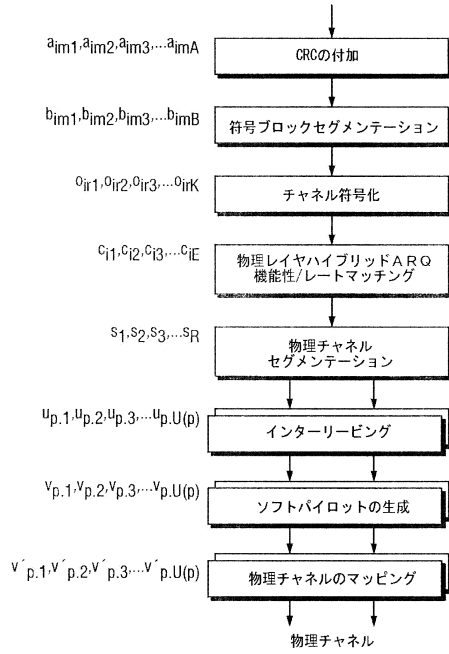 aim1,aim2,aim3,...aimA
CRCの付加
bim1,bim2,bim3,...bimB
符号ブロックセグメンテーション
oir1,oir2,oir3,...oirK
チャネル符号化
ci1,ci2,ci3,...ciE
物理レイヤハイブリッドARQ
機能性/レートマッチング
s1,s2,s3,...sR
物理チャネル
セグメンテーション
up.1,up.2,up.3,...up.U(p)
インターリービング
vp.1,vp.2,vp.3,...vp.U(p)
ソフトパイロットの生成
v´p.1,v´p.2,v´p.3,...v´p.U(p)
物理チャネルのマッピング
物理チャネル